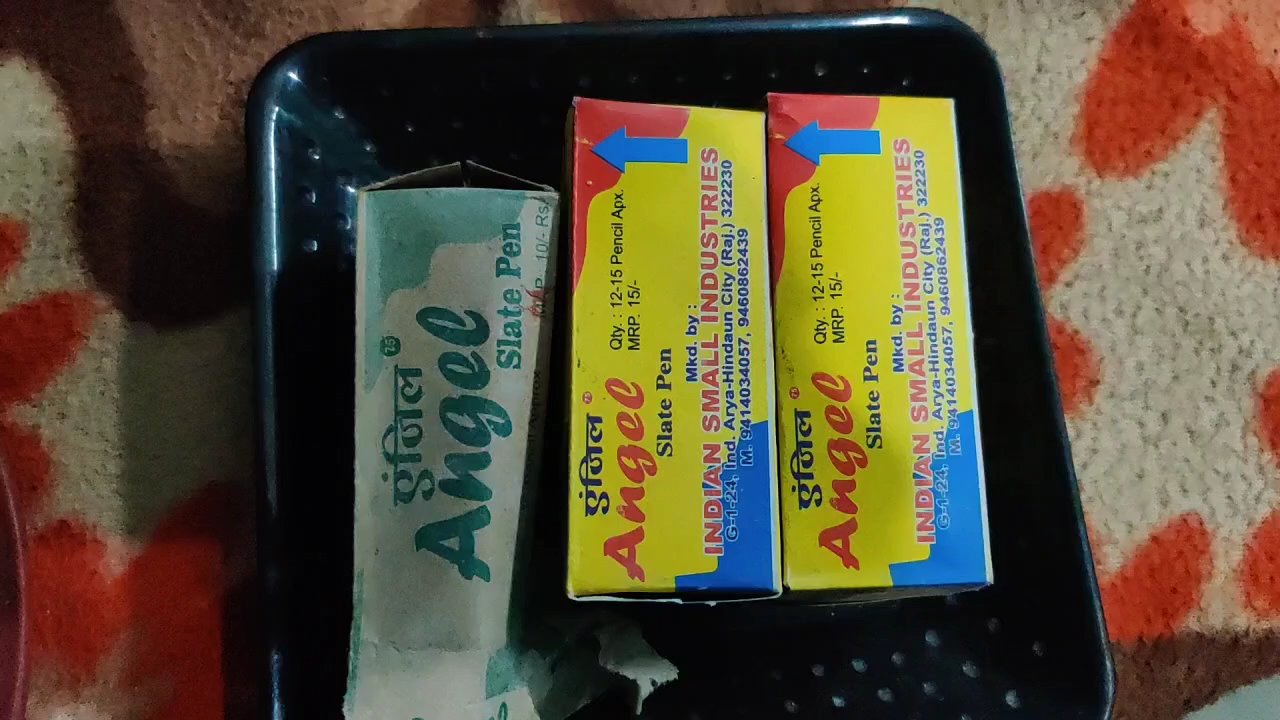 एंजिल
Angel
Slate Pen
10/- Rs.
Qty. : 12-15 Pencil Apx.
MRP. 15/-
एंजिल
Angel
Slate Pen
Mkd. by :
INDIAN SMALL INDUSTRIES
G-1-24, Ind. Arya-Hindaun City (Raj.) 322230
M. 9414034057, 9460862439
Qty. : 12-15 Pencil Apx.
MRP. 15/-
एंजिल
Angel
Slate Pen
Mkd. by :
INDIAN SMALL INDUSTRIES
G-1-24, Ind. Arya-Hindaun City (Raj.) 322230
M. 9414034057, 9460862439